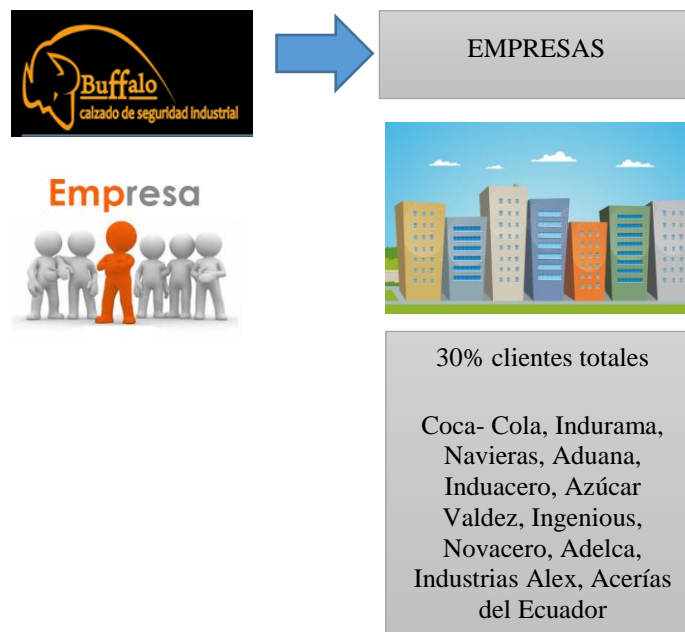 Buffalo
calzado de seguridad industrial
EMPRESAS
Empresa
30% clientes totales
Coca- Cola, Indurama,
Navieras, Aduana,
Induacero, Azúcar
Valdez, Ingenious,
Novacero, Adelca,
Industrias Alex, Acerías
del Ecuador